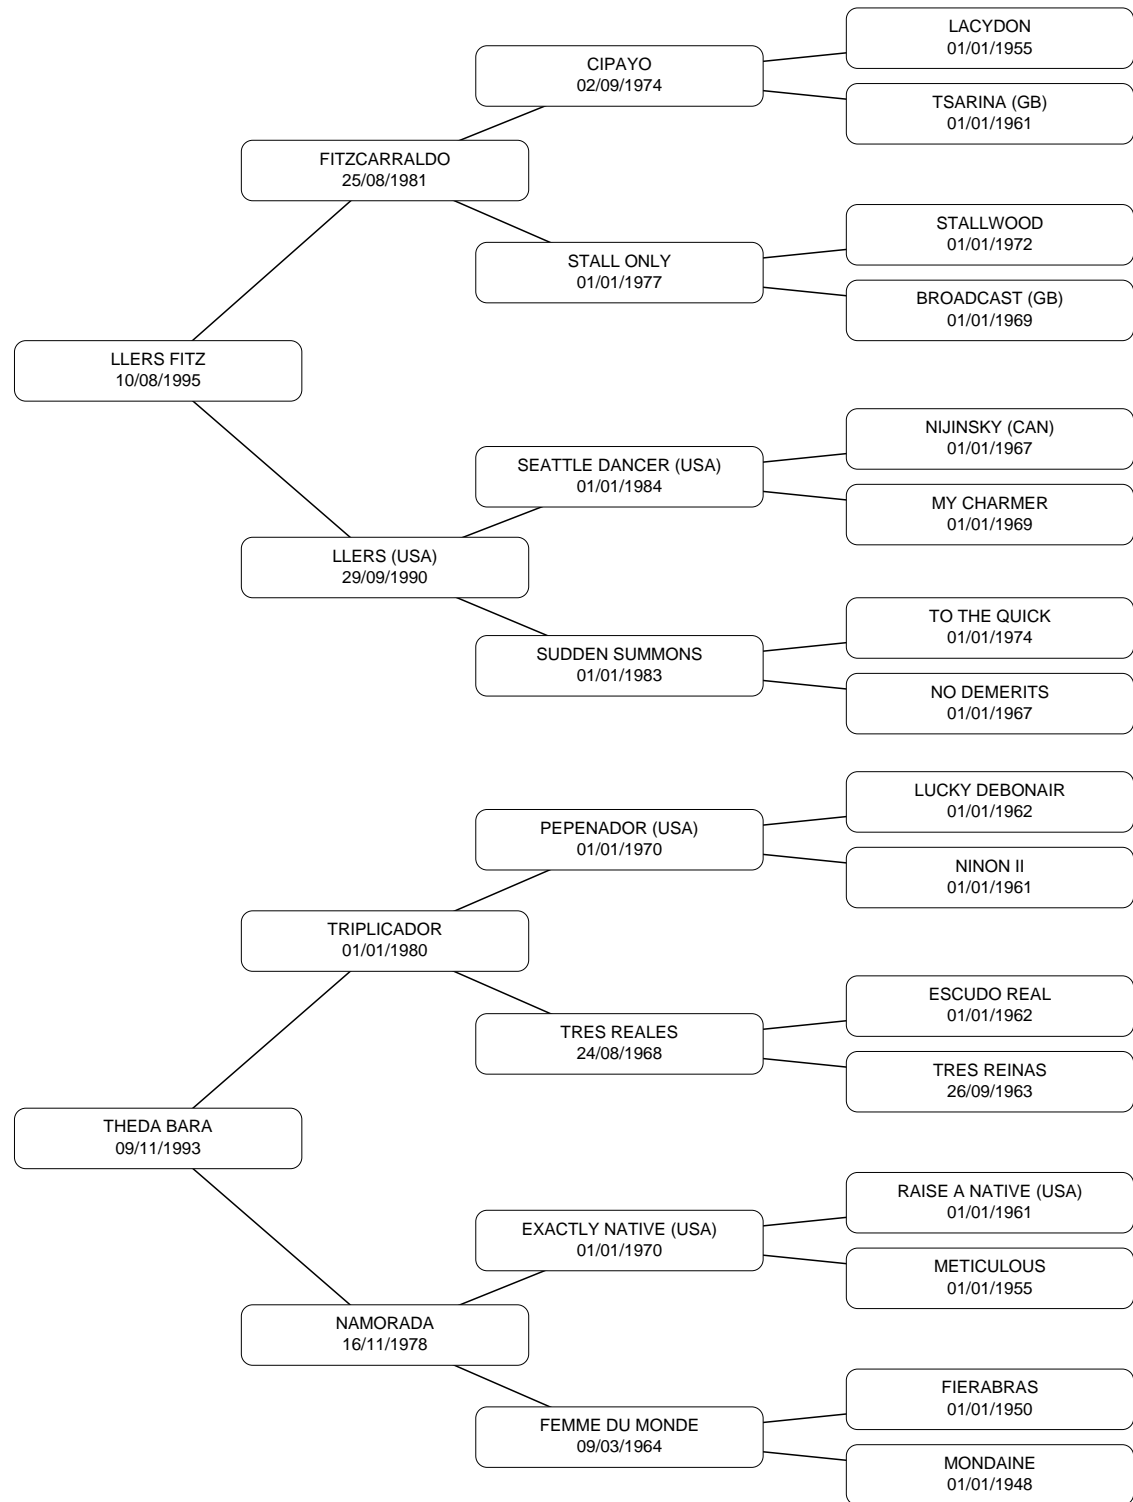 LACYDON
01/01/1955
CIPAYO
02/09/1974
TSARINA (GB)
01/01/1961
FITZCARRALDO
25/08/1981
STALLWOOD
01/01/1972
STALL ONLY
01/01/1977
BROADCAST (GB)
01/01/1969
LLERS FITZ
10/08/1995
NIJINSKY (CAN)
01/01/1967
SEATTLE DANCER (USA)
01/01/1984
MY CHARMER
01/01/1969
LLERS (USA)
29/09/1990
TO THE QUICK
01/01/1974
SUDDEN SUMMONS
01/01/1983
NO DEMERITS
01/01/1967
LUCKY DEBONAIR
01/01/1962
PEPENADOR (USA)
01/01/1970
NINON II
01/01/1961
TRIPLICADOR
01/01/1980
ESCUDO REAL
01/01/1962
TRES REALES
24/08/1968
TRES REINAS
26/09/1963
THEDA BARA
09/11/1993
RAISE A NATIVE (USA)
01/01/1961
EXACTLY NATIVE (USA)
01/01/1970
METICULOUS
01/01/1955
NAMORADA
16/11/1978
FIERABRAS
01/01/1950
FEMME DU MONDE
09/03/1964
MONDAINE
01/01/1948